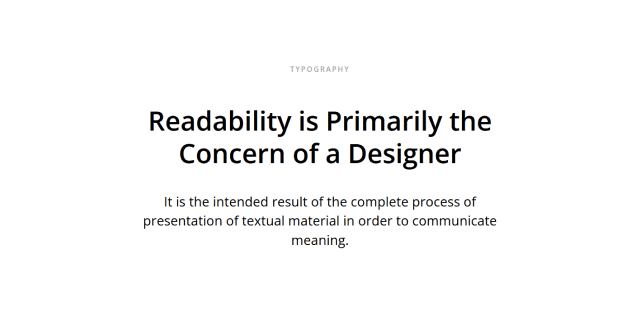 TYPOGRAPHY
Readability is Primarily the
Concern of a Designer
It is the intended result of the complete process of
presentation of textual material in order to communicate
meaning.